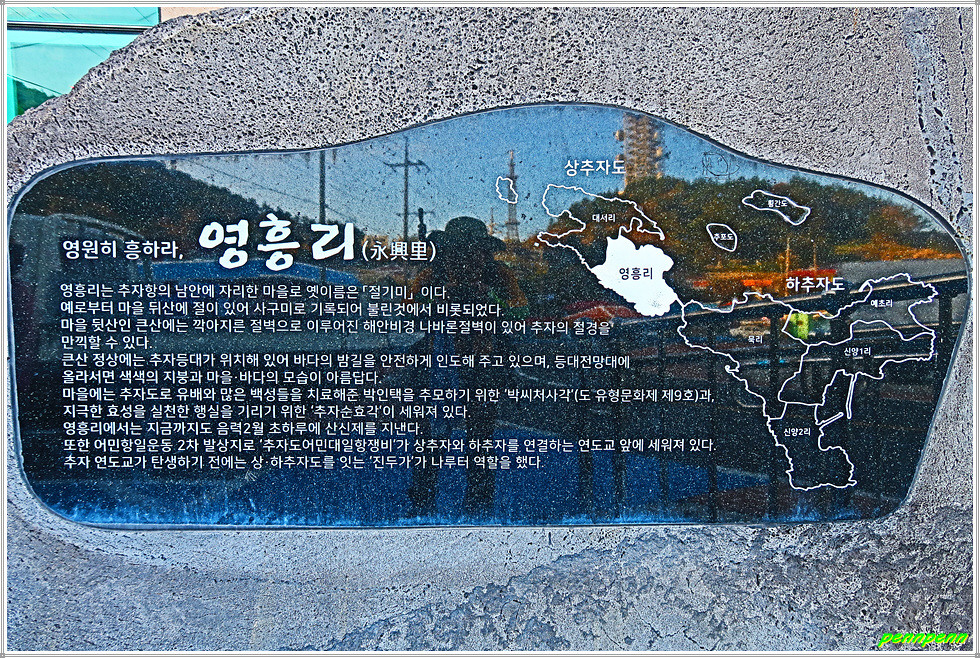 영원히 흥하라, 영흥리(永興里)
영흥리는 추자항의 남안에 자리한 마을로 옛이름은 「절기미」이다.
예로부터 마을 뒤산에 절이 있어 사구미로 기록되어 불린것에서 비롯되었다.
마을 뒷산인 큰산에는 깍아지른 절벽으로 이루어진 해안비경 나바론절벽이 있어 추자의 절경을
만끽할 수 있다.
큰산 정상에는 추자등대가 위치해 있어 바다의 밤길을 안전하게 인도해 주고 있으며, 등대전망대에
올라서면 색색의 지붕과 마을·바다의 모습이 아름답다.
마을에는 추자도로 유배와 많은 백성들을 치료해준 박인택을 추모하기 위한 '박씨처사각'(도 유형문화제 제9호)과,
지극한 효성을 실천한 행실을 기리기 위한 '추자순효각'이 세워져 있다.
영흥리에서는 지금까지도 음력2월 초하루에 산신제를 지낸다.
또한 어민항일운동 2차 발상지로 '추자도어민대일항쟁비'가 상추자와 하추자를 연결하는 연도교 앞에 세워져 있다.
추자 연도교가 탄생하기 전에는 상·하추자도를 잇는 '진두가'가 나루터 역할을 했다.
상추자도
대서리
영흥리
횡간도
추포도
하추자도
예초리
묵리
신양1리
신양2리
pennpenn